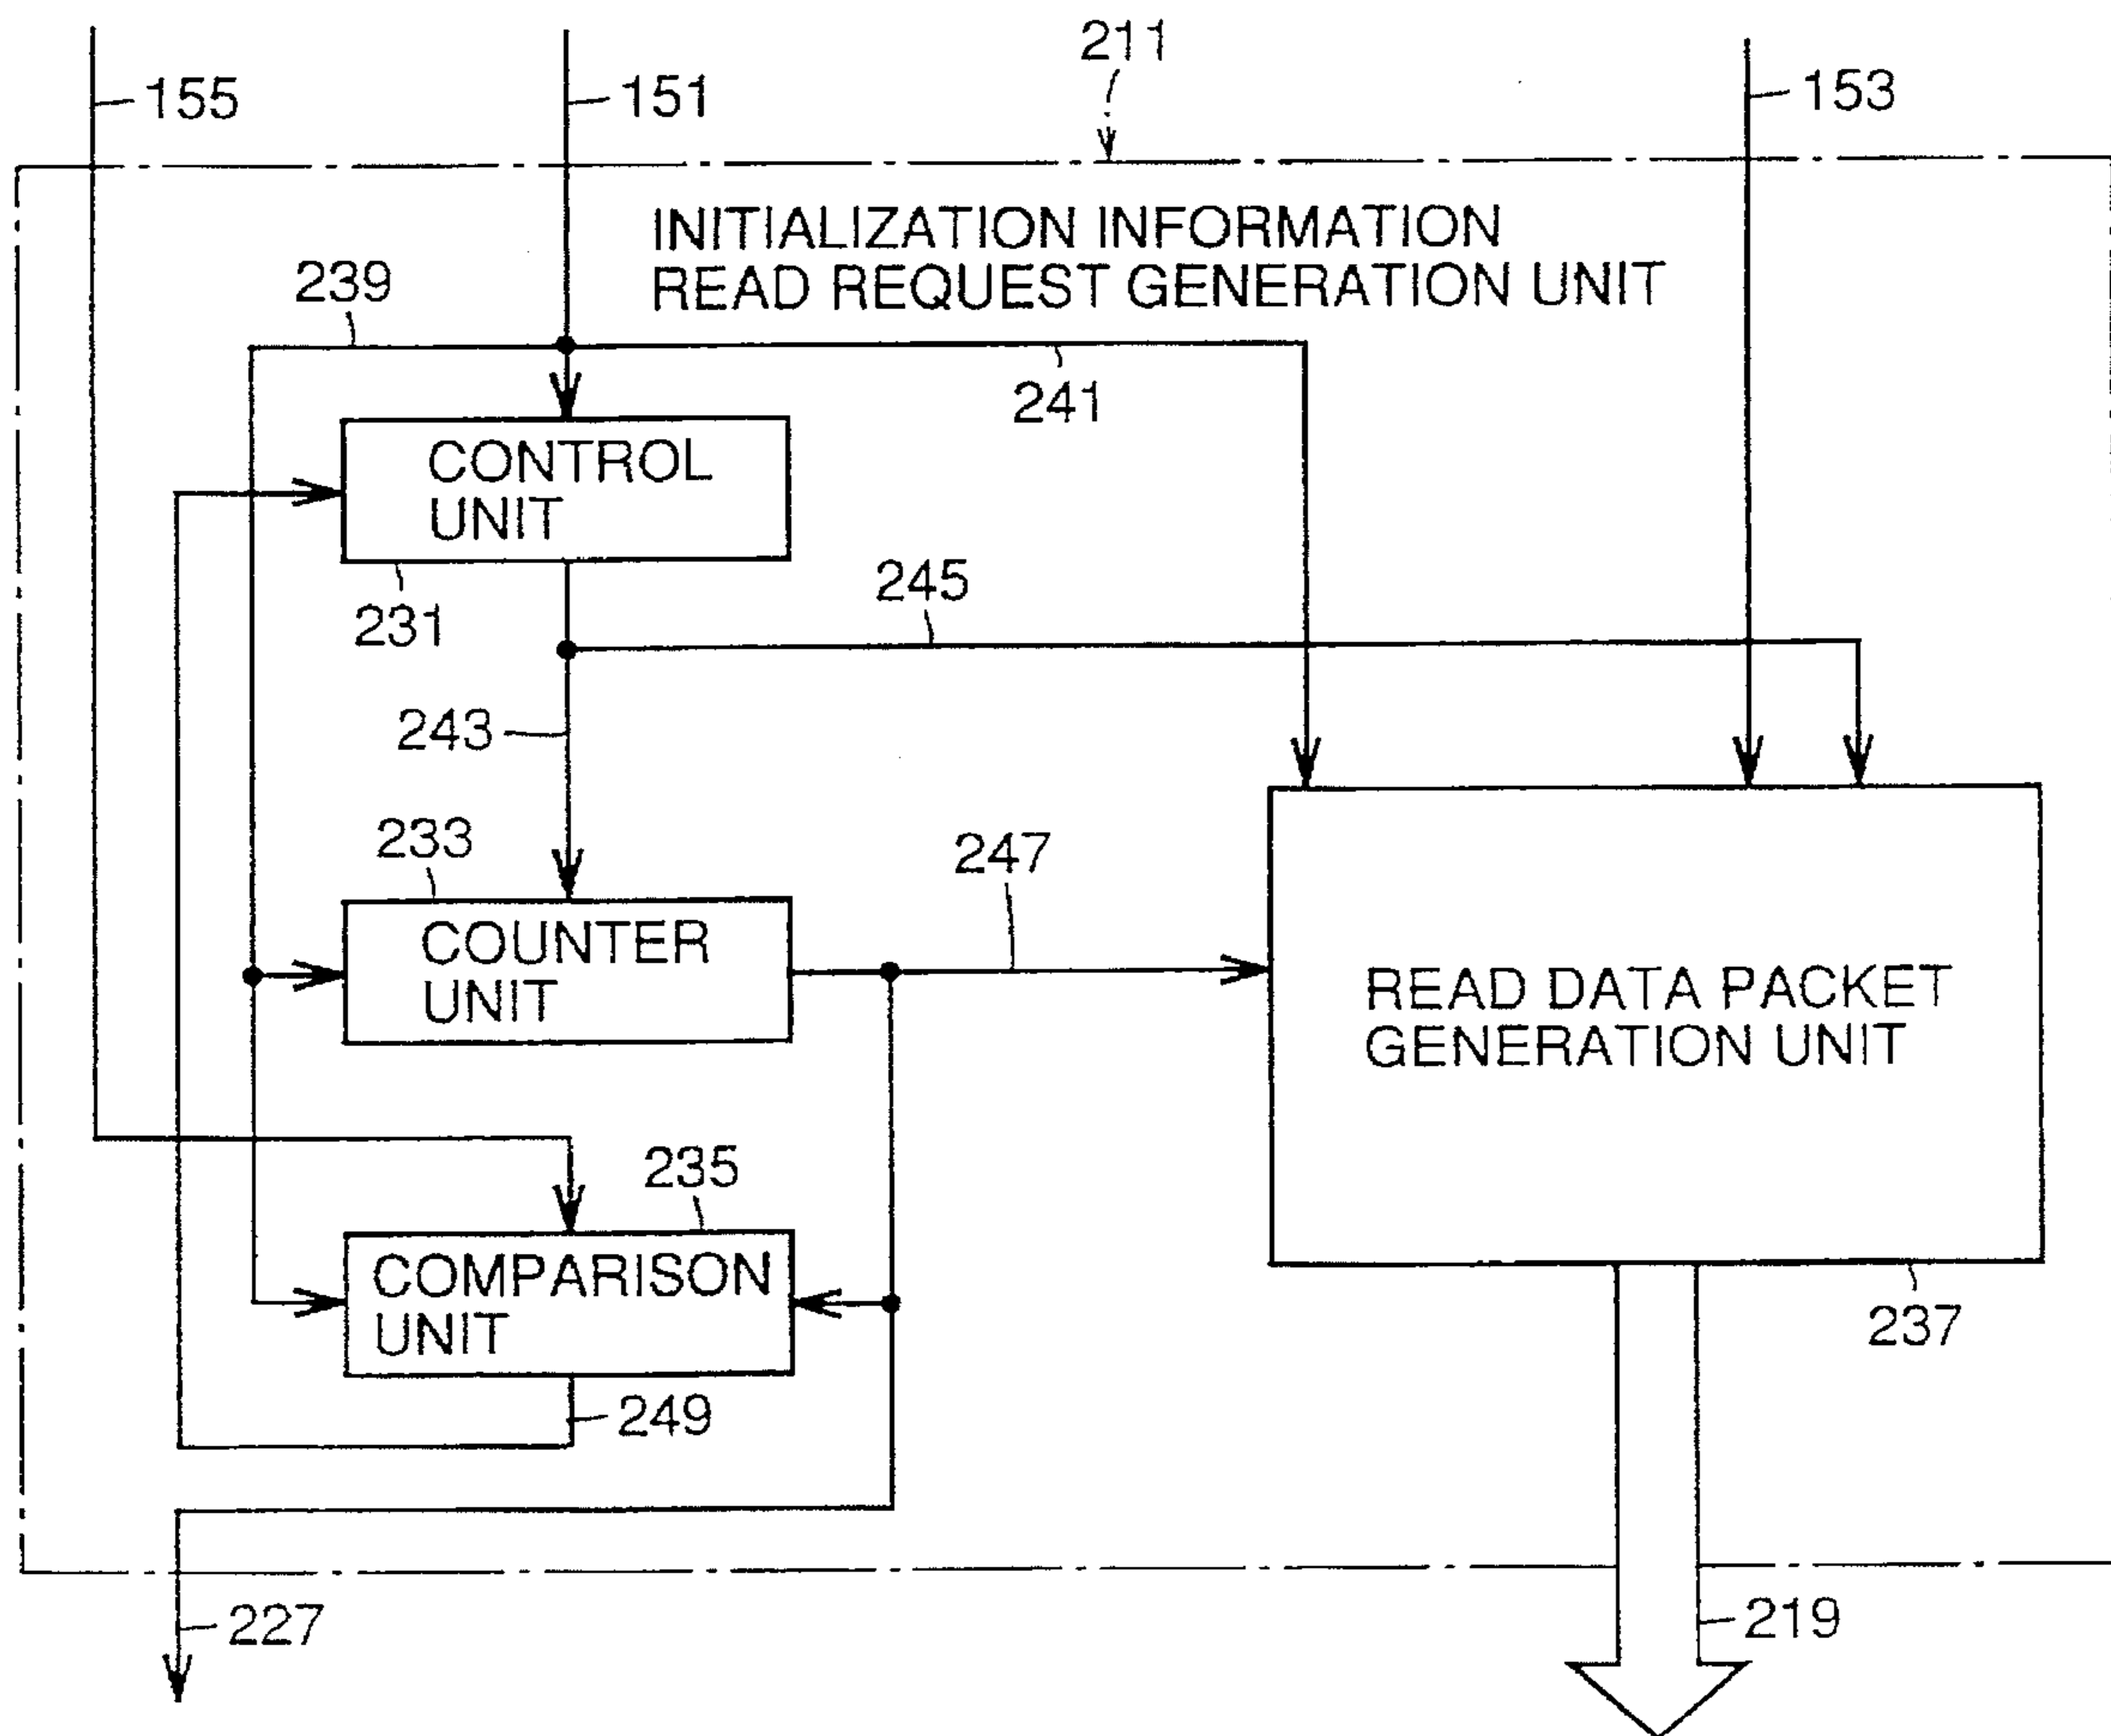 211
155
151
153
INITIALIZATION INFORMATION
READ REQUEST GENERATION UNIT
239
241
CONTROL
UNIT
231
245
243
233
247
COUNTER
UNIT
READ DATA PACKET
GENERATION UNIT
235
COMPARISON
UNIT
237
249
227
219